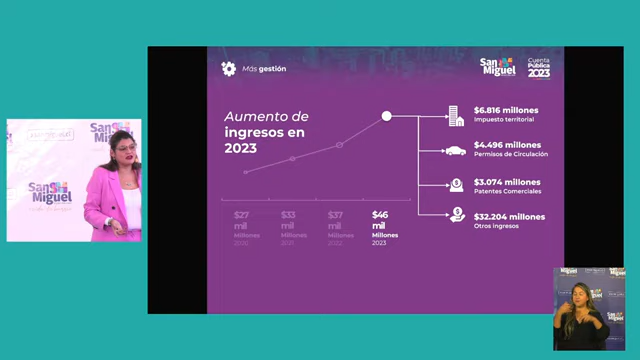 Más gestión
San
Miguel
Cuenta
Pública
2023
Aumento de
ingresos en
2023
$6.816 millones
Impuesto territorial
$4.496 millones
Permisos de Circulación
$3.074 millones
Patentes Comerciales
$32.204 millones
Otros ingresos
$27
mil
Millones
2020
$33
mil
Millones
2021
$37
mil
Millones
2022
$46
mil
Millones
2023
San
Miguel
San
Miguel